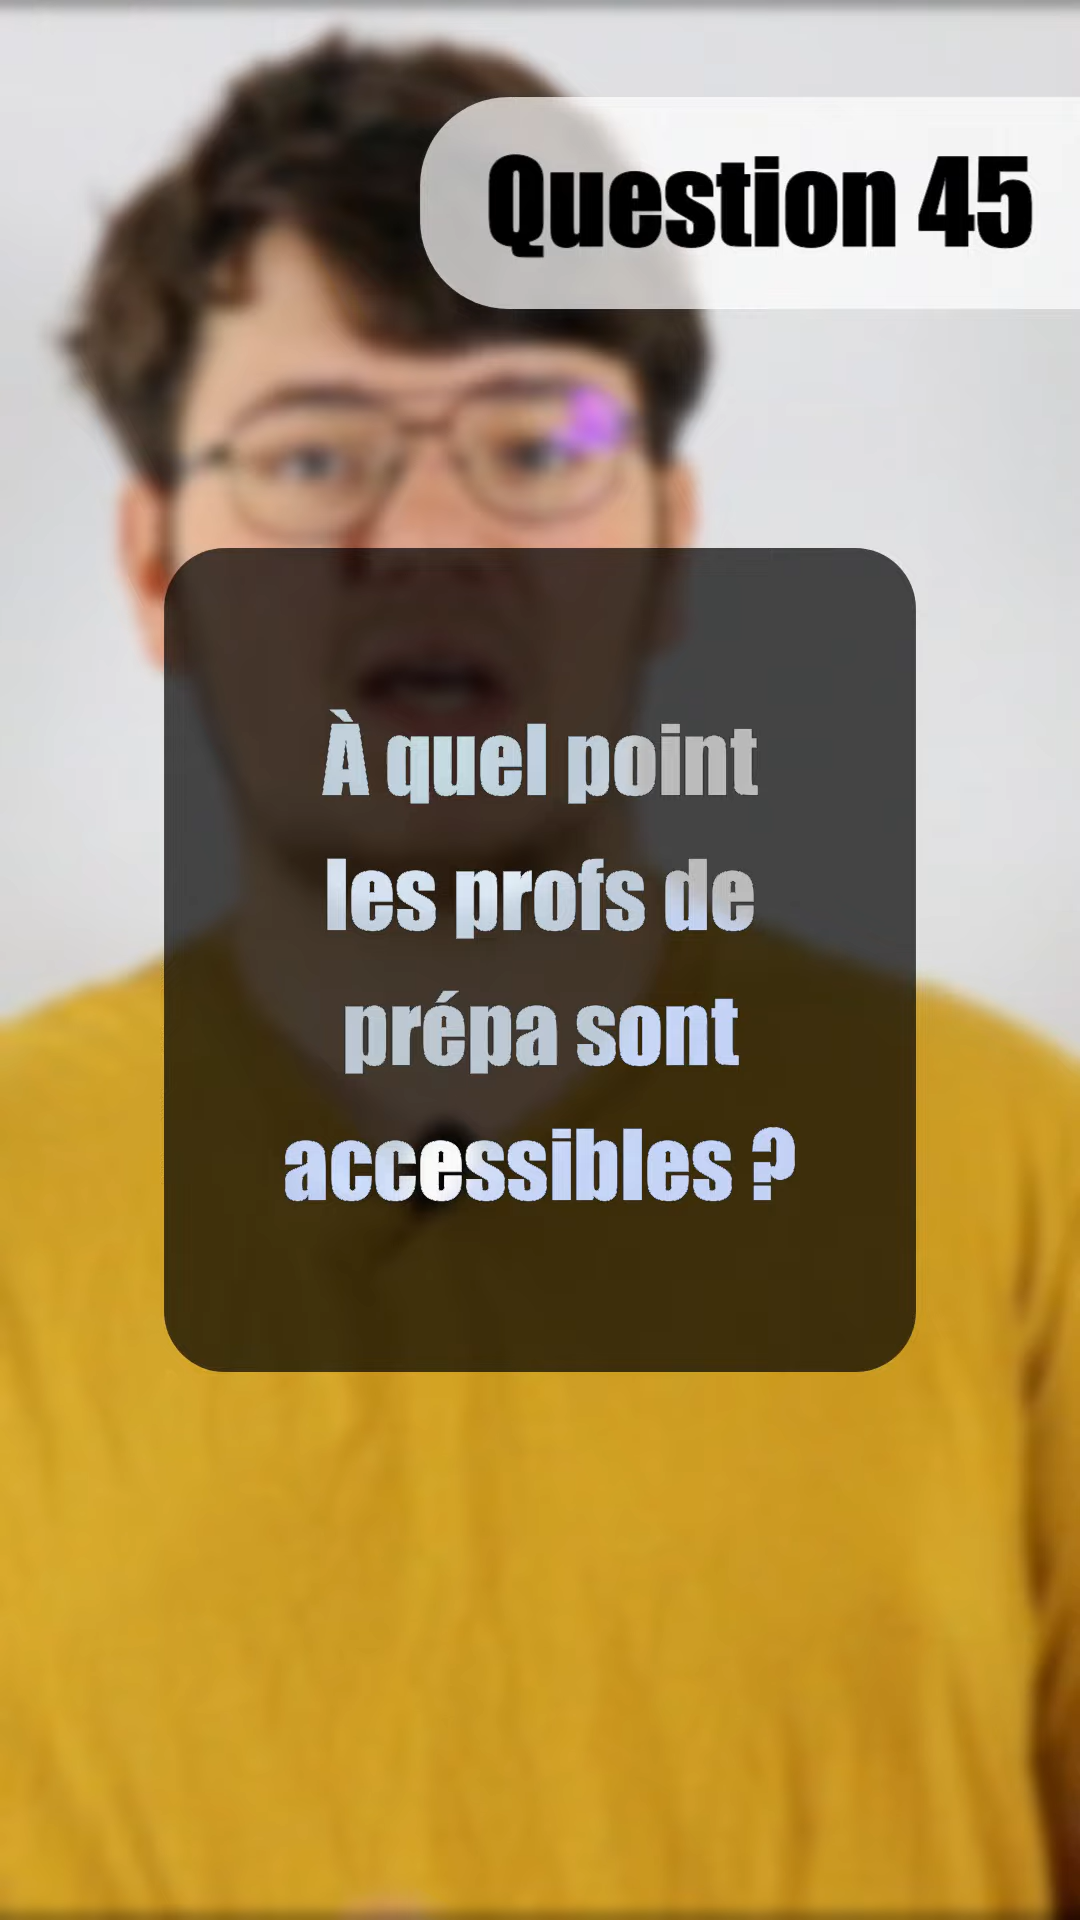 Question 45
À quel point
les profs de
prépa sont
accessibles ?